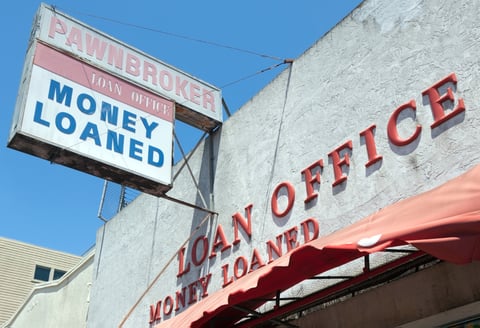 PAWNBROKER
LOAN OFFICE
MONEY
LOANED
LOAN OFFICE
MONEY LOANED